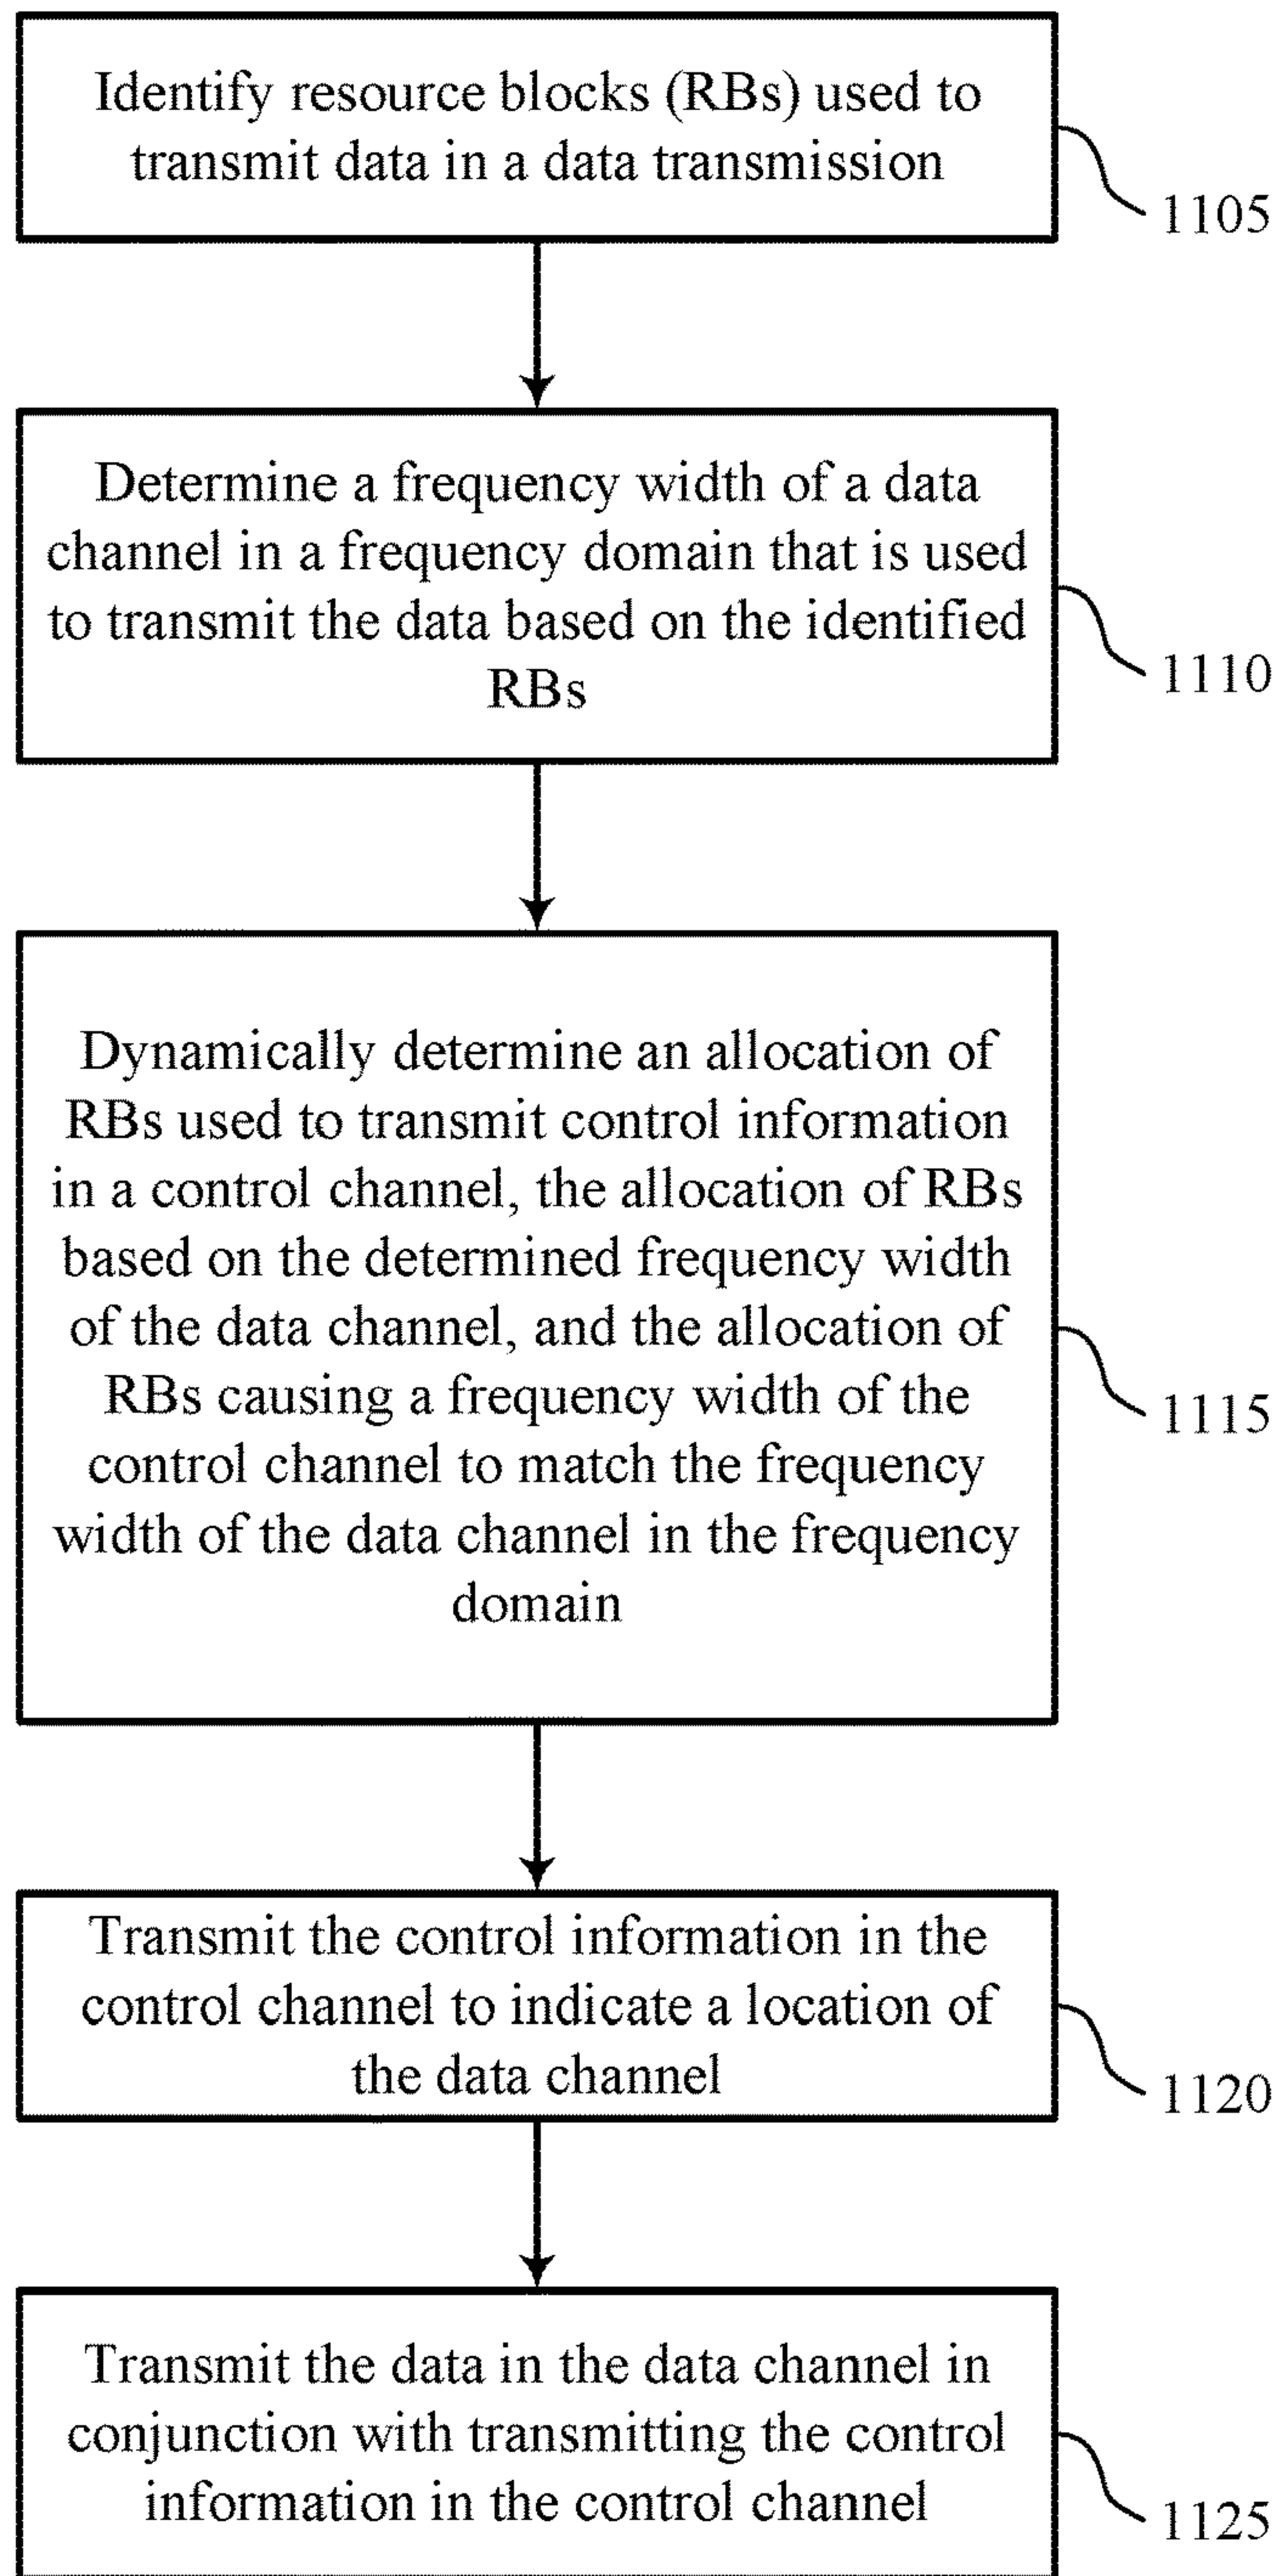 Identify resource blocks (RBs) used to
transmit data in a data transmission
1105
Determine a frequency width of a data
channel in a frequency domain that is used
to transmit the data based on the identified
RBs
1110
Dynamically determine an allocation of
RBs used to transmit control information
in a control channel, the allocation of RBs
based on the determined frequency width
of the data channel, and the allocation of
RBs causing a frequency width of the
control channel to match the frequency
width of the data channel in the frequency
domain
1115
Transmit the control information in the
control channel to indicate a location of
the data channel
1120
Transmit the data in the data channel in
conjunction with transmitting the control
information in the control channel
1125